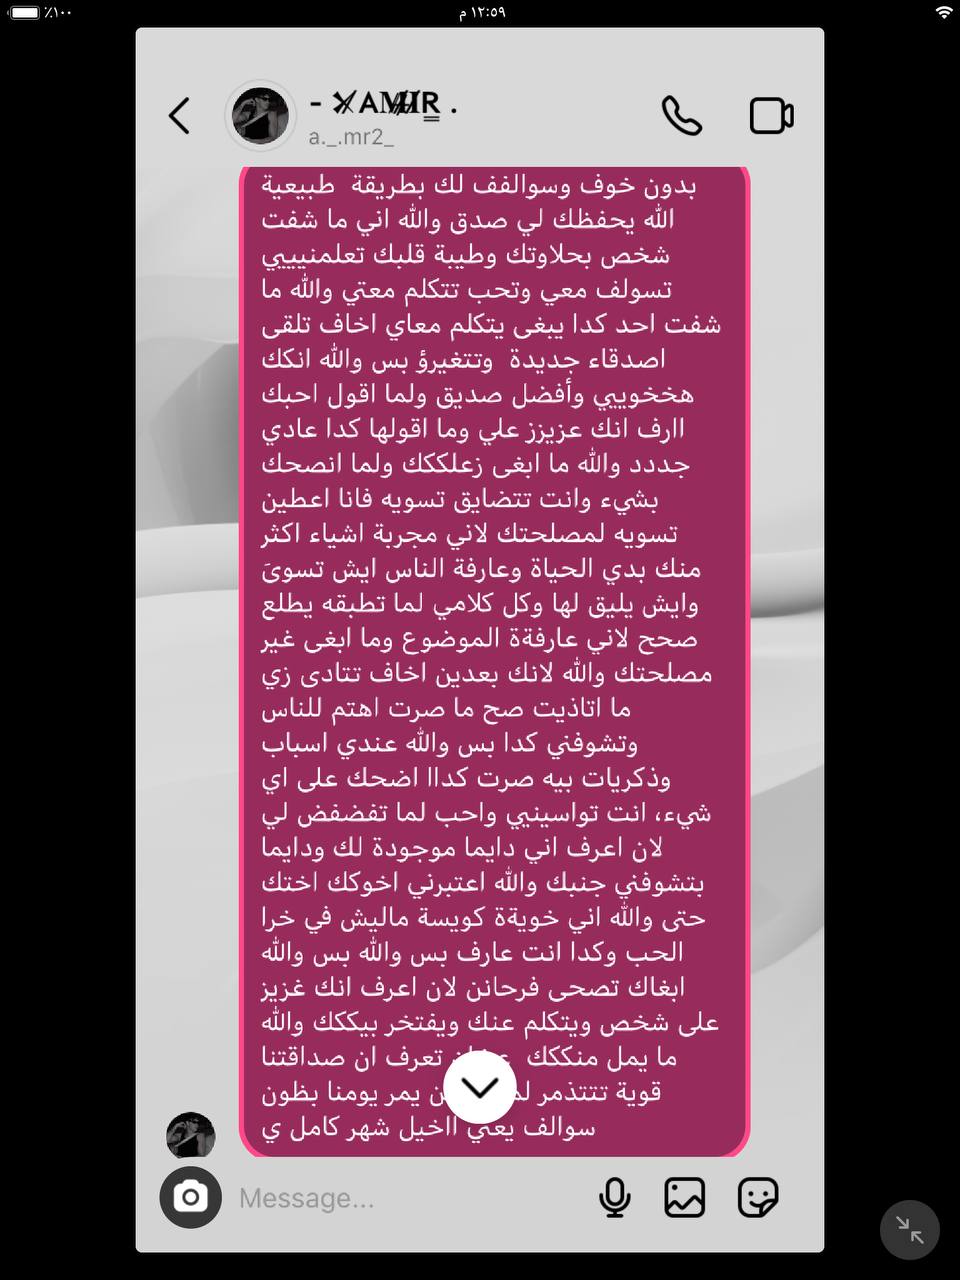 ٪١٠٠
١٢:٥٩ م
- X AMIR .
a._.mr2_
بدون خوف وسوالفف لك بطريقة طبيعية
الله يحفظك لي صدق والله اني ما شفت
شخص بحلاوتك وطيبة قلبك تعلمنيييي
تسولف معي وتحب تتكلم معتي والله ما
شفت احد كدا يبغى يتكلم معاي اخاف تلقى
اصدقاء جديدة وتتغيرؤ بس والله انكك
هخخوييي وأفضل صديق ولما اقول احبك
اارف انك عزيزز علي وما اقولها كدا عادي
جددد والله ما ابغى زعلككك ولما انصحك
بشيء وانت تتضايق تسويه فانا اعطين
تسويه لمصلحتك لاني مجربة اشياء اكثر
منك بدي الحياة وعارفة الناس ايش تسوىَ
وايش يليق لها وكل كلامي لما تطبقه يطلع
صحح لاني عارفةة الموضوع وما ابغى غير
مصلحتك والله لانك بعدين اخاف تتادى زي
ما اتاذيت صح ما صرت اهتم للناس
وتشوفني كدا بس والله عندي اسباب
وذكريات بيه صرت كداا اضحك على اي
شيء، انت تواسينيي واحب لما تفضفض لي
لان اعرف اني دايما موجودة لك ودايما
بتشوفني جنبك والله اعتبرني اخوكك اختك
حتى والله اني خويةة كويسة ماليش في خرا
الحب وكدا انت عارف بس والله بس والله
ابغاك تصحى فرحانن لان اعرف انك غزيز
على شخص ويتكلم عنك ويفتخر بيككك والله
ما يمل منككك تعرف ان صداقتنا
قوية تتتذمر يمر يومنا بظون
سوالف يعني ااخيل شهر كامل ي
Message...